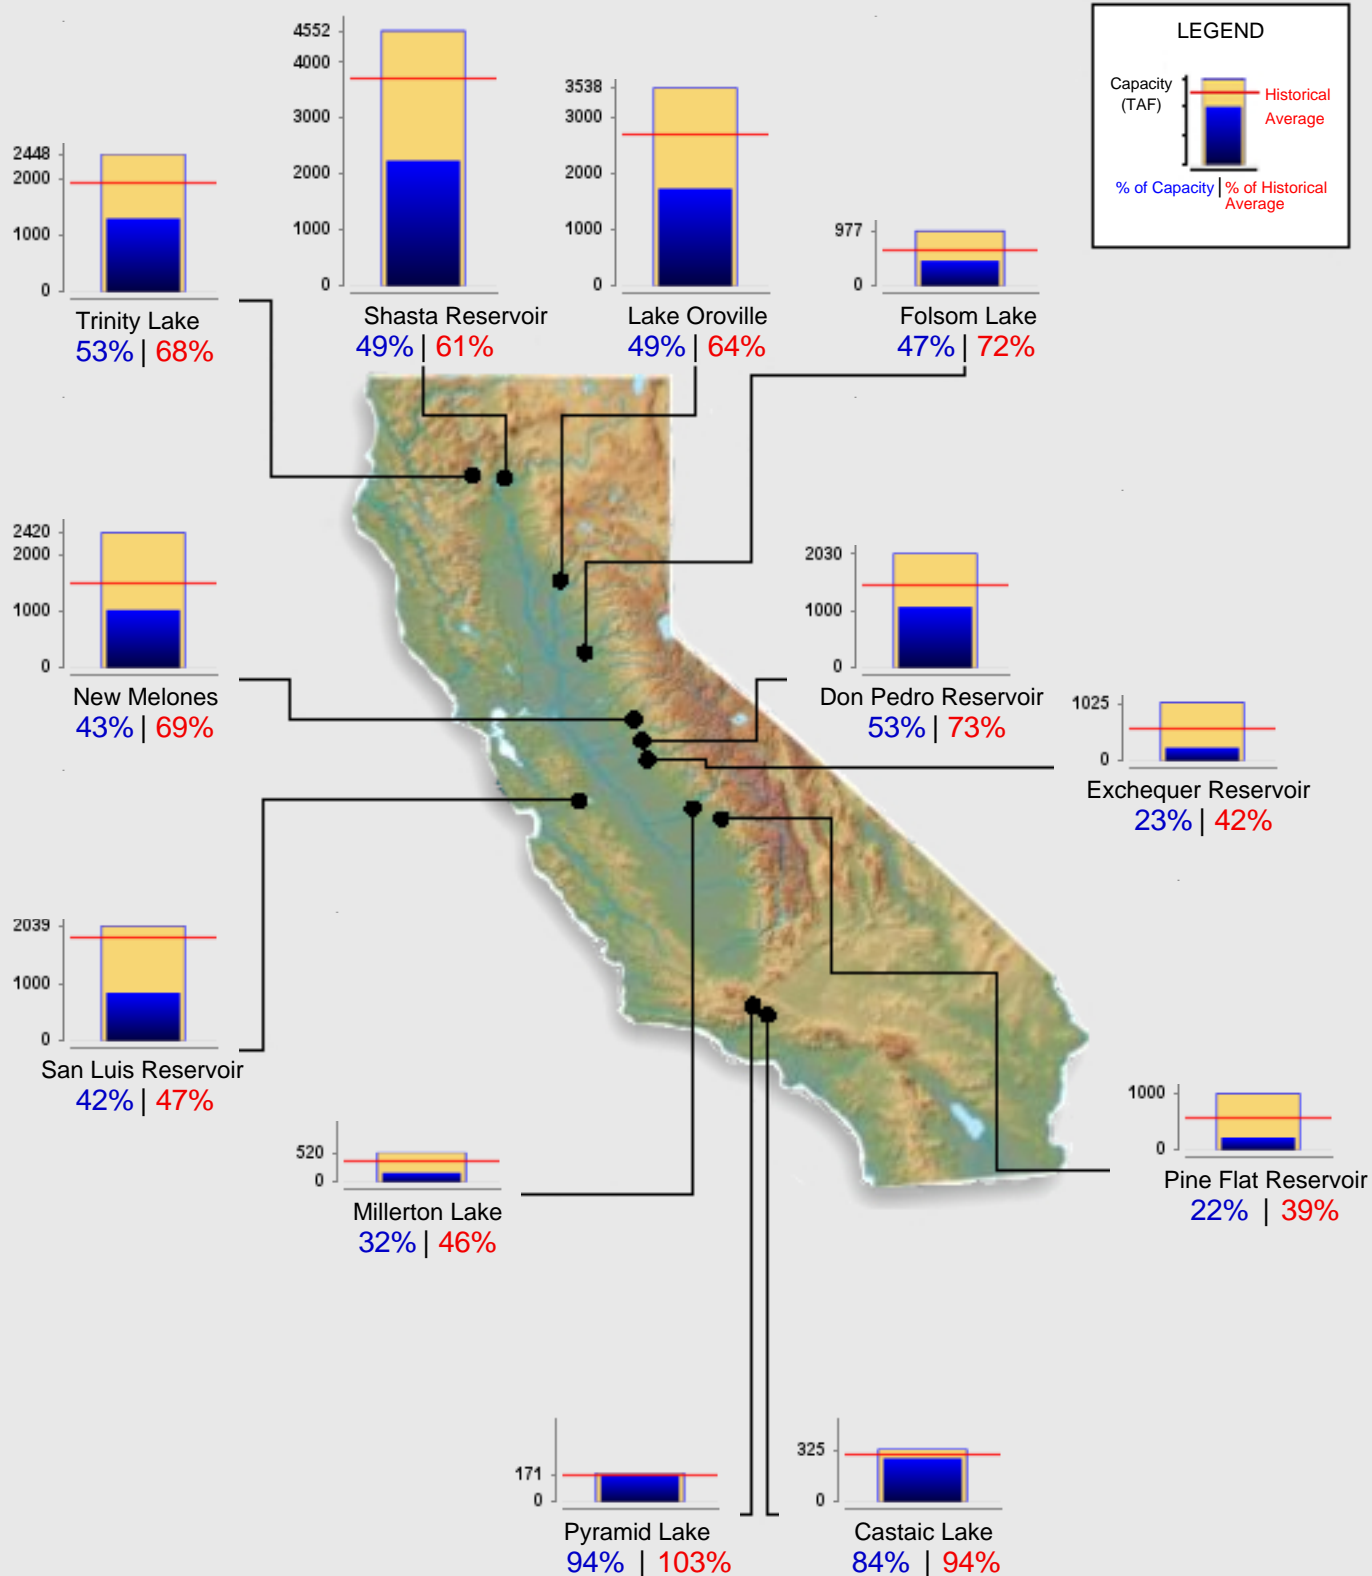 LEGEND
Capacity
(TAF)
Historical
Average
% of Capacity | % of Historical
Average
4552
4000
3000
2000
1000
0
Shasta Reservoir
49% | 61%
3538
3000
2000
1000
0
Lake Oroville
49% | 64%
2448
2000
1000
0
Trinity Lake
53% | 68%
977
0
Folsom Lake
47% | 72%
2420
2000
1000
0
New Melones
43% | 69%
2030
1000
0
Don Pedro Reservoir
53% | 73%
1025
0
Exchequer Reservoir
23% | 42%
2039
1000
0
San Luis Reservoir
42% | 47%
520
0
Millerton Lake
32% | 46%
1000
0
Pine Flat Reservoir
22% | 39%
171
0
Pyramid Lake
94% | 103%
325
0
Castaic Lake
84% | 94%